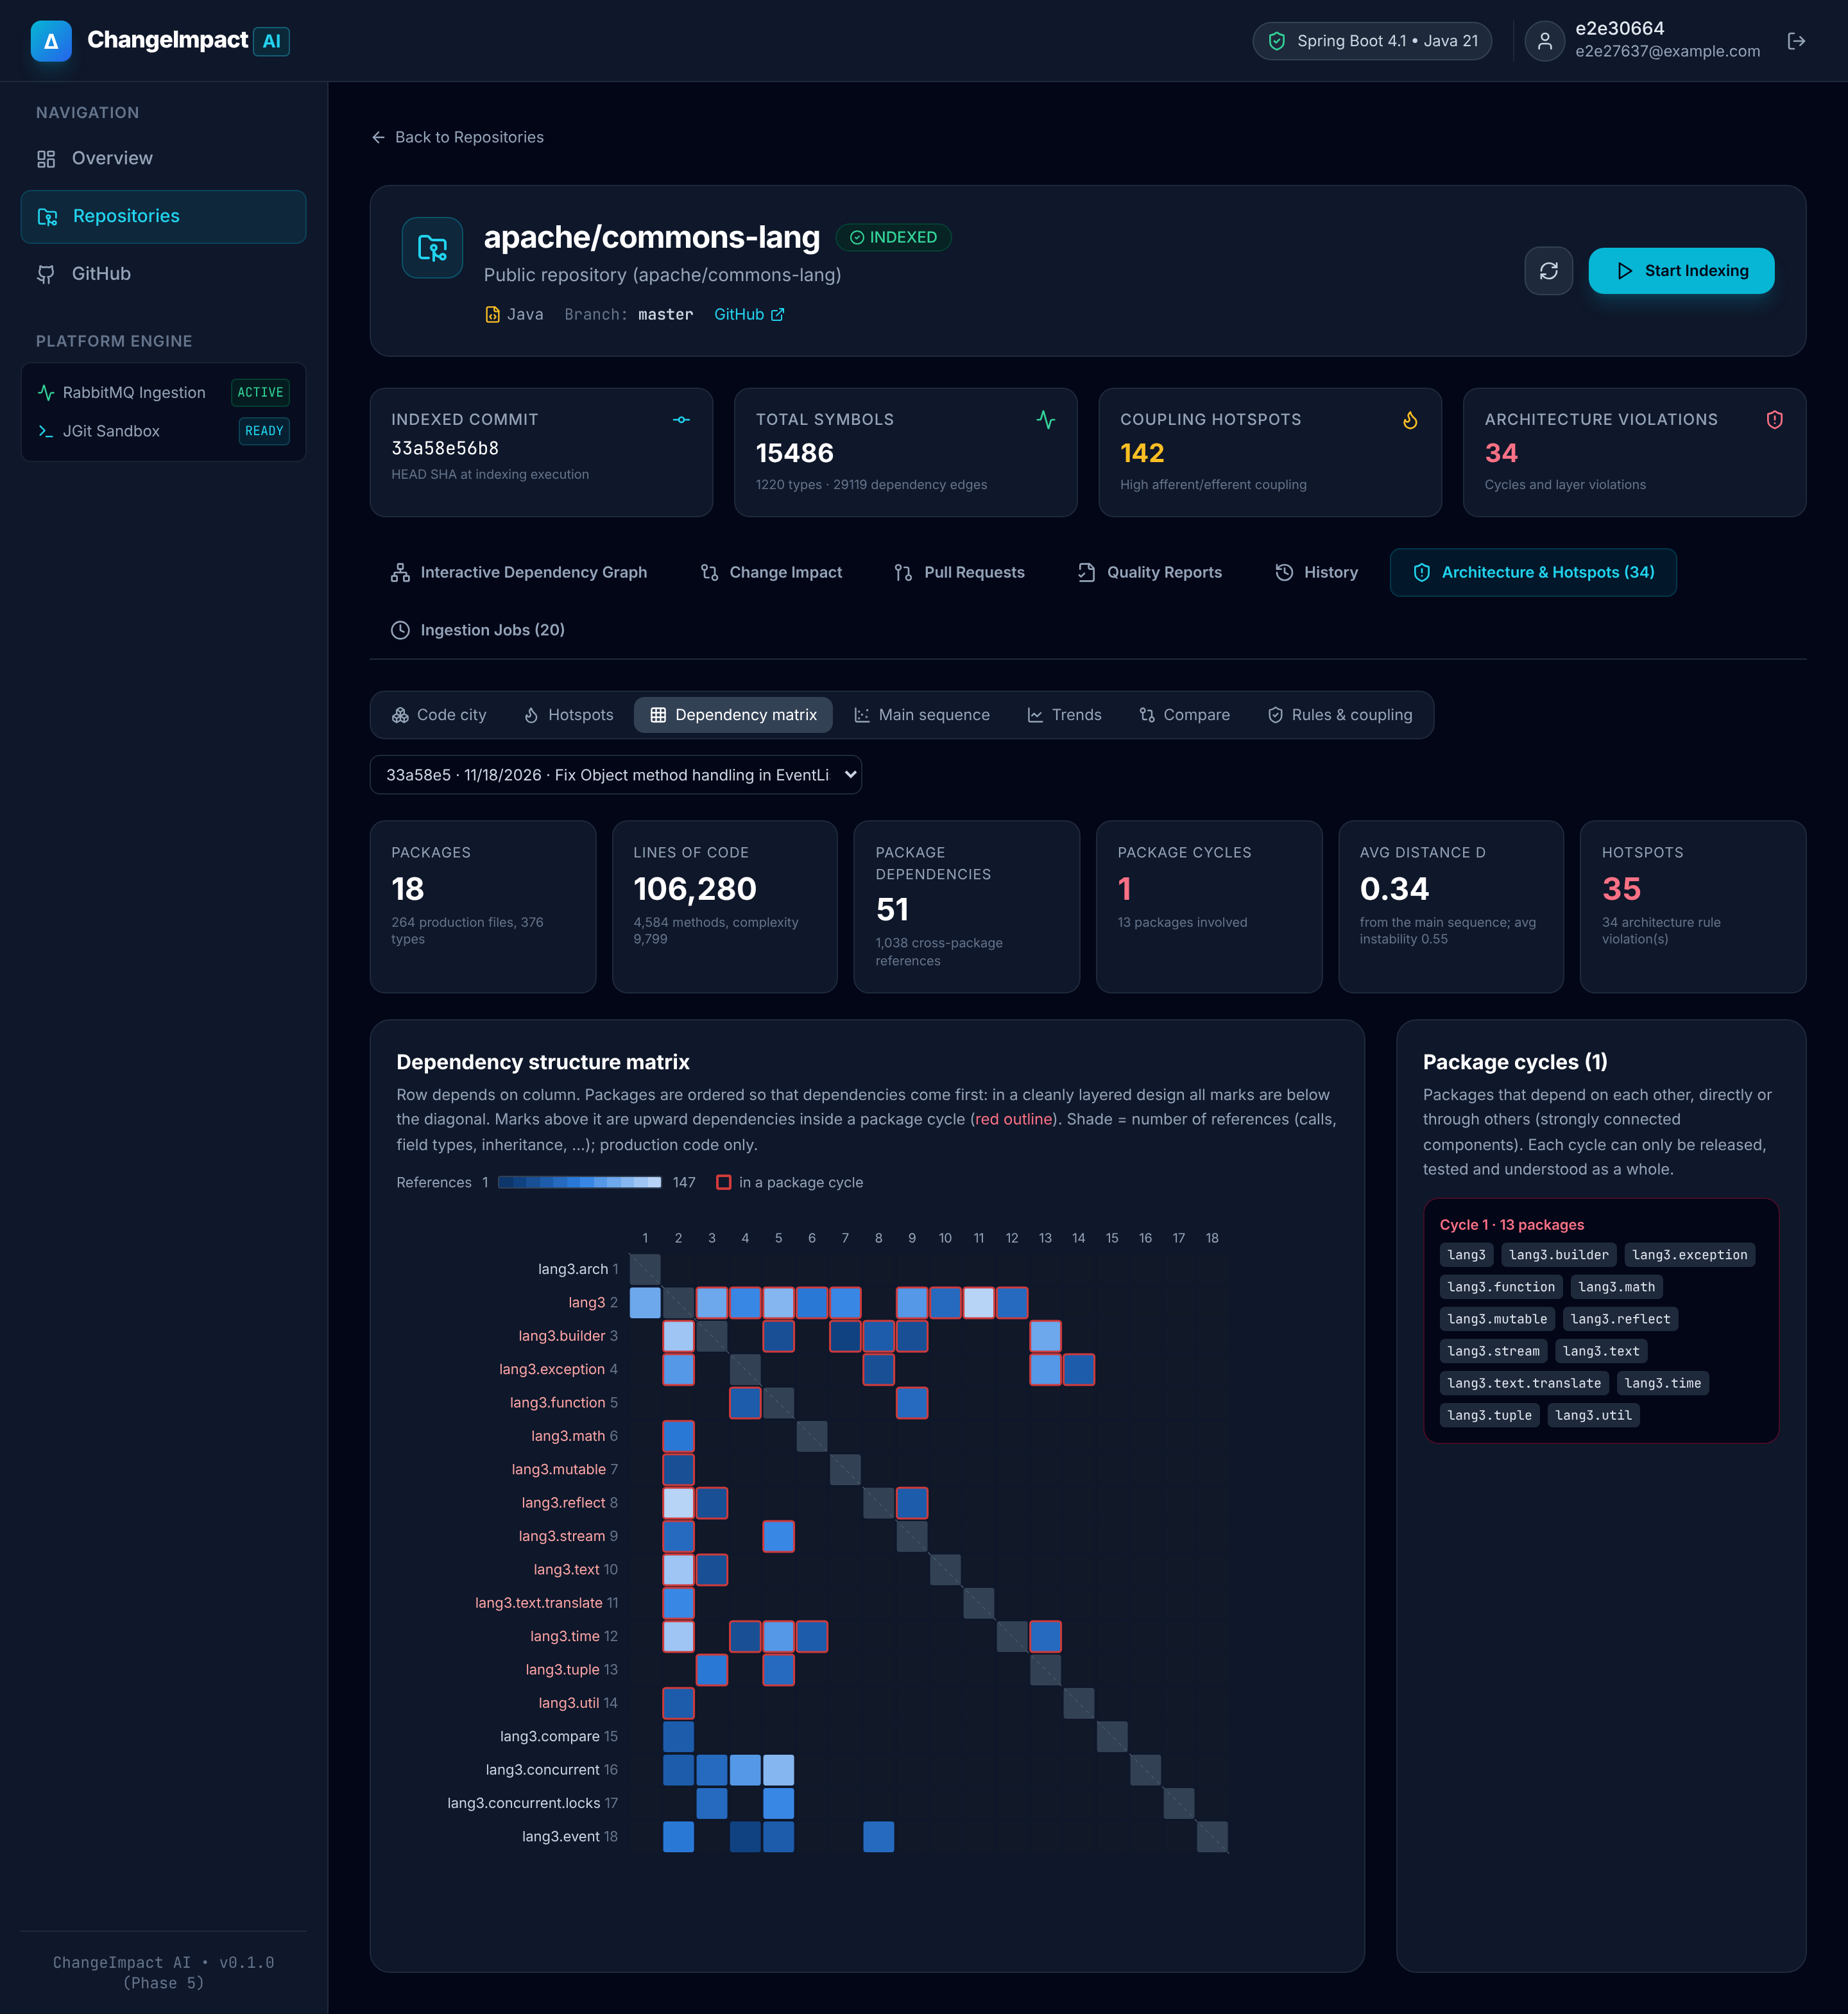 Δ
ChangeImpact AI
Spring Boot 4.1 • Java 21
e2e30664
e2e27637@example.com
NAVIGATION
Overview
Repositories
GitHub
PLATFORM ENGINE
RabbitMQ Ingestion ACTIVE
JGit Sandbox READY
ChangeImpact AI • v0.1.0
(Phase 5)
Back to Repositories
apache/commons-lang INDEXED
Public repository (apache/commons-lang)
Java Branch: master GitHub
Start Indexing
INDEXED COMMIT
33a58e56b8
HEAD SHA at indexing execution
TOTAL SYMBOLS
15486
1220 types · 29119 dependency edges
COUPLING HOTSPOTS
142
High afferent/efferent coupling
ARCHITECTURE VIOLATIONS
34
Cycles and layer violations
Interactive Dependency Graph Change Impact Pull Requests Quality Reports History Architecture & Hotspots (34)
Ingestion Jobs (20)
Code city Hotspots Dependency matrix Main sequence Trends Compare Rules & coupling
33a58e5 · 11/18/2026 · Fix Object method handling in EventLi
PACKAGES
18
264 production files, 376
types
LINES OF CODE
106,280
4,584 methods, complexity
9,799
PACKAGE
DEPENDENCIES
51
1,038 cross-package
references
PACKAGE CYCLES
1
13 packages involved
AVG DISTANCE D
0.34
from the main sequence; avg
instability 0.55
HOTSPOTS
35
34 architecture rule
violation(s)
Dependency structure matrix
Row depends on column. Packages are ordered so that dependencies come first: in a cleanly layered design all marks are below
the diagonal. Marks above it are upward dependencies inside a package cycle (red outline). Shade = number of references (calls,
field types, inheritance, ...); production code only.
References 1 147 in a package cycle
1 2 3 4 5 6 7 8 9 10 11 12 13 14 15 16 17 18
lang3.arch 1
lang3 2
lang3.builder 3
lang3.exception 4
lang3.function 5
lang3.math 6
lang3.mutable 7
lang3.reflect 8
lang3.stream 9
lang3.text 10
lang3.text.translate 11
lang3.time 12
lang3.tuple 13
lang3.util 14
lang3.compare 15
lang3.concurrent 16
lang3.concurrent.locks 17
lang3.event 18
Package cycles (1)
Packages that depend on each other, directly or
through others (strongly connected
components). Each cycle can only be released,
tested and understood as a whole.
Cycle 1 · 13 packages
lang3 lang3.builder lang3.exception
lang3.function lang3.math
lang3.mutable lang3.reflect
lang3.stream lang3.text
lang3.text.translate lang3.time
lang3.tuple lang3.util